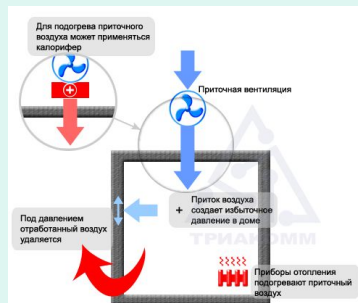 Для подогрева приточного
воздуха может применяться
калорифер
Приточная вентиляция
Приток воздуха
создает избыточное
давление в доме
Под давлением
отработанный воздух
удаляется
ТРИАКОММ
Приборы отопления
подогревают приточный
воздух